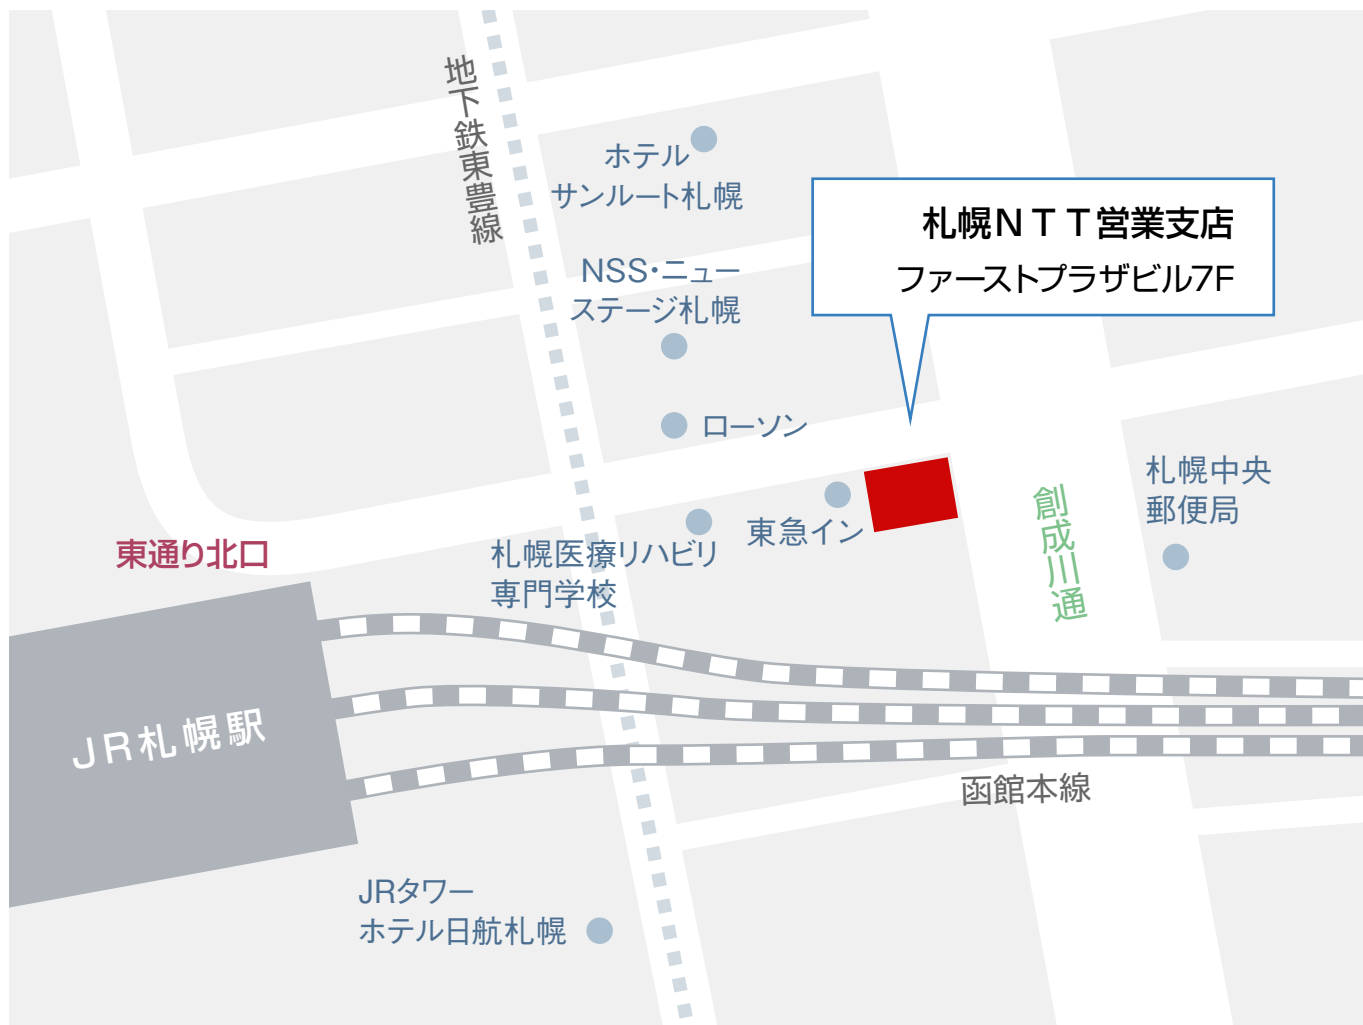 地下鉄東豊線
ホテル
サンルート札幌
札幌NTT営業支店
ファーストプラザビル7F
NSS・ニュー
ステージ札幌
ローソン
札幌中央
郵便局
創成川通
東急イン
東通り北口
札幌医療リハビリ
専門学校
JR札幌駅
函館本線
JRタワー
ホテル日航札幌